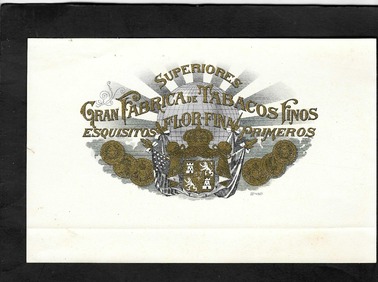 SUPERIORES
GRAN FABRICA DE TABACOS FINOS
ESQUISITOS FLOR FINA PRIMEROS